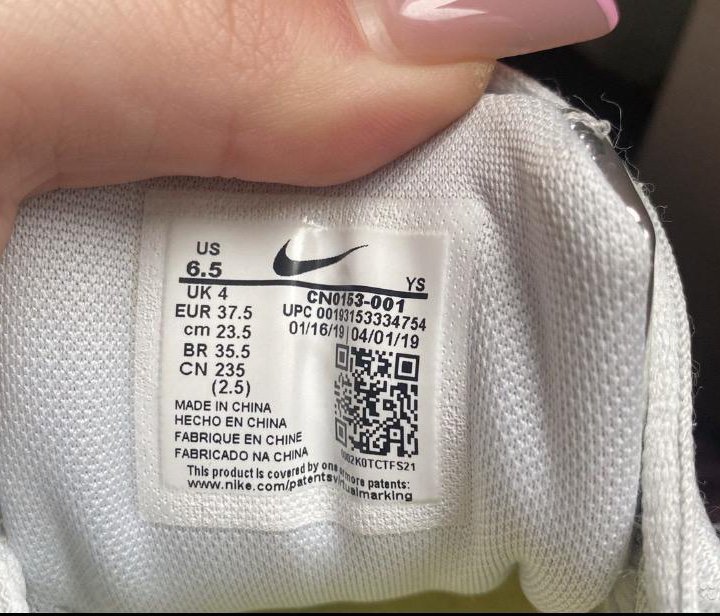 US
6.5
YS
UK 4
EUR 37.5
cm 23.5
BR 35.5
CN 235
(2.5)
CN0153-001
UPC 00193153334754
01/16/19 04/01/19
MADE IN CHINA
HECHO EN CHINA
FABRIQUE EN CHINE
FABRICADO NA CHINA
This product is covered by one or more patents:
www.nike.com/patentsvirtualmarking